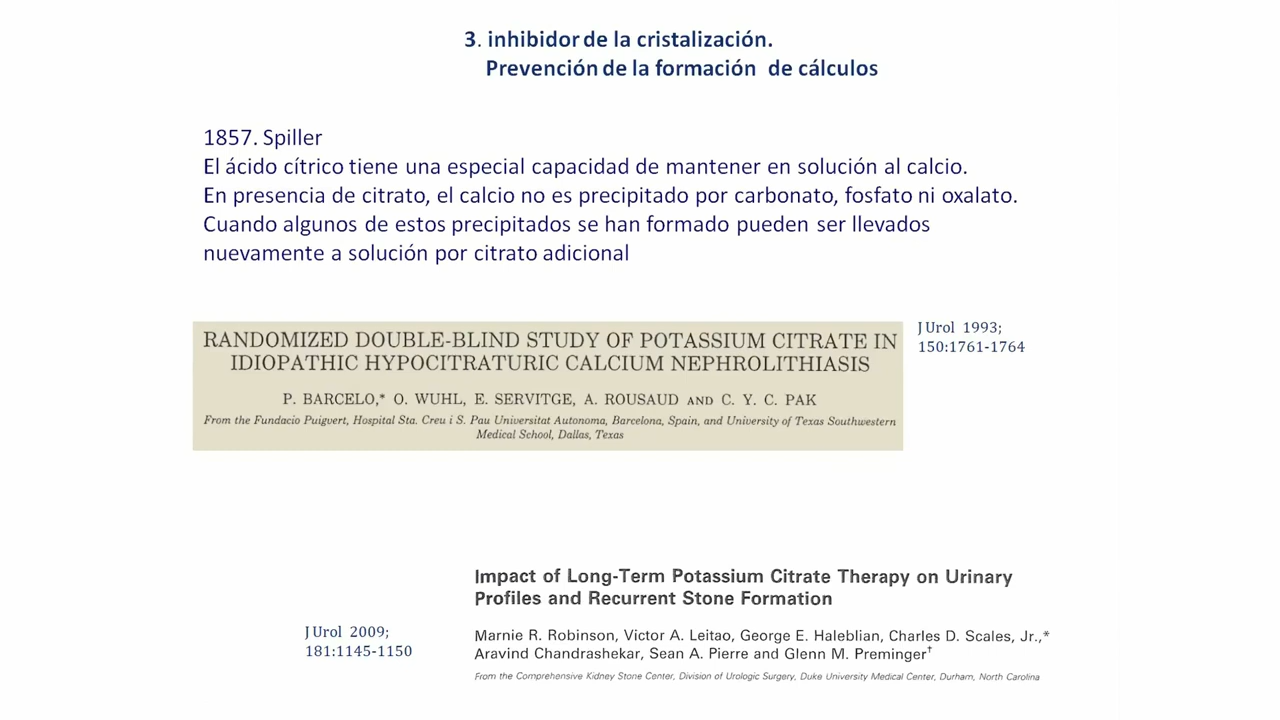 3. inhibidor de la cristalización.
Prevención de la formación de cálculos
1857. Spiller
El ácido cítrico tiene una especial capacidad de mantener en solución al calcio.
En presencia de citrato, el calcio no es precipitado por carbonato, fosfato ni oxalato.
Cuando algunos de estos precipitados se han formado pueden ser llevados
nuevamente a solución por citrato adicional
RANDOMIZED DOUBLE-BLIND STUDY OF POTASSIUM CITRATE IN
IDIOPATHIC HYPOCITRATURIC CALCIUM NEPHROLITHIASIS
P. BARCELO,* O. WUHL, E. SERVITGE, A. ROUSAUD AND C. Y. C. PAK
From the Fundacio Puigvert, Hospital Sta. Creu i S. Pau Universitat Autonoma, Barcelona, Spain, and University of Texas Southwestern
Medical School, Dallas, Texas
J Urol 1993;
150:1761-1764
Impact of Long-Term Potassium Citrate Therapy on Urinary
Profiles and Recurrent Stone Formation
J Urol 2009;
181:1145-1150
Marnie R. Robinson, Victor A. Leitao, George E. Haleblian, Charles D. Scales, Jr.,*
Aravind Chandrashekar, Sean A. Pierre and Glenn M. Preminger†
From the Comprehensive Kidney Stone Center, Division of Urologic Surgery, Duke University Medical Center, Durham, North Carolina